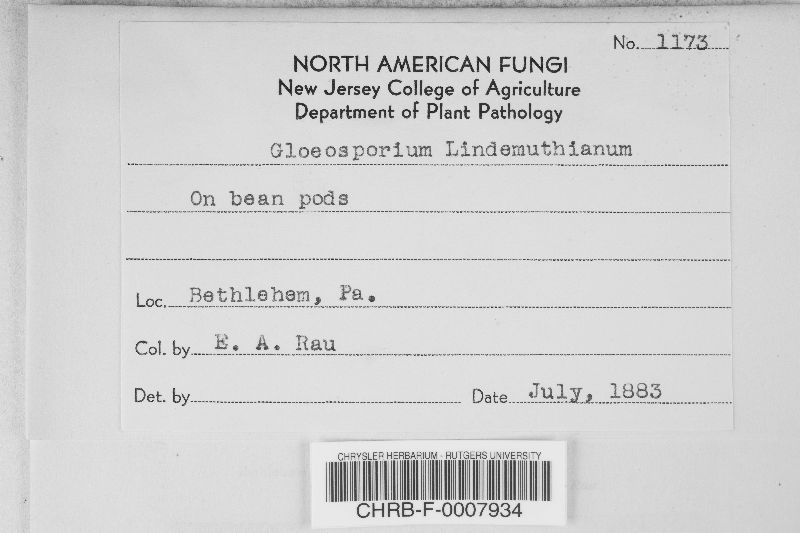 No. 1173
NORTH AMERICAN FUNGI
New Jersey College of Agriculture
Department of Plant Pathology
Gloeosporium Lindemuthianum
On bean pods
Loc. Bethlehem, Pa.
Col. by E. A. Rau
Det. by Date July, 1883
CHRYSLER HERBARIUM - RUTGERS UNIVERSITY
CHRB-F-0007934